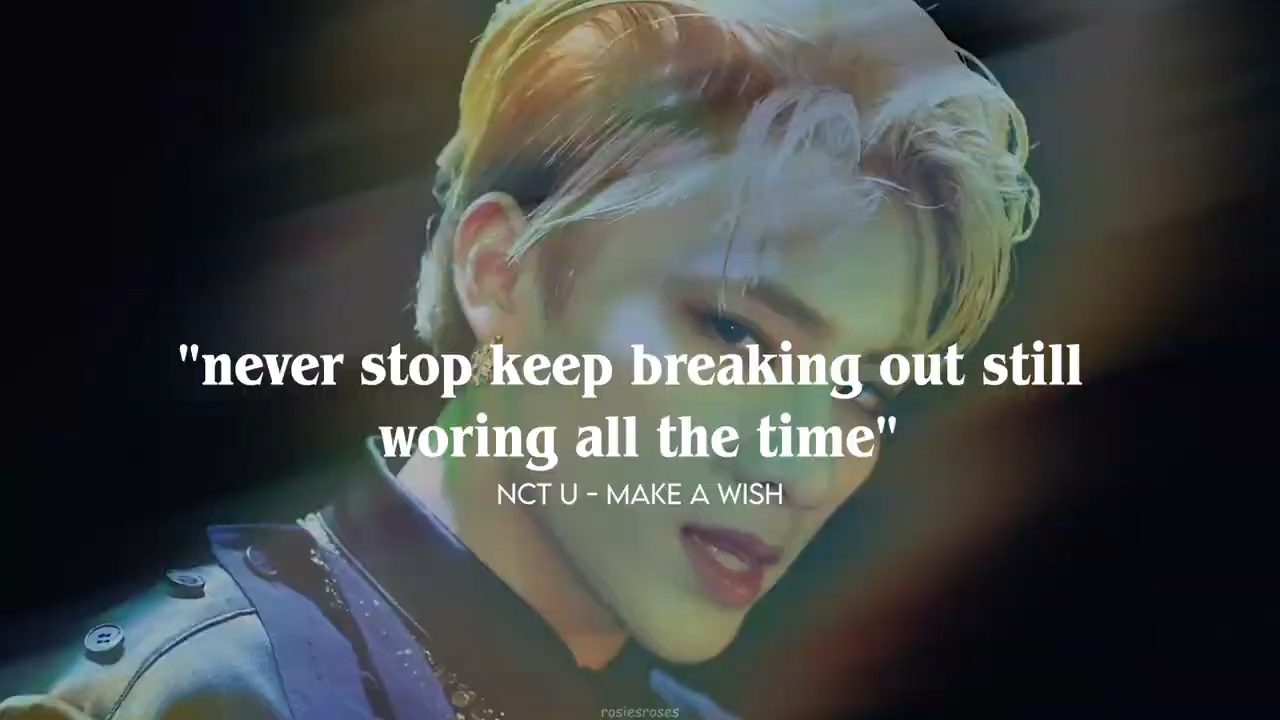 "never stop keep breaking out still
woring all the time"
NCT U - MAKE A WISH
rosiesroses